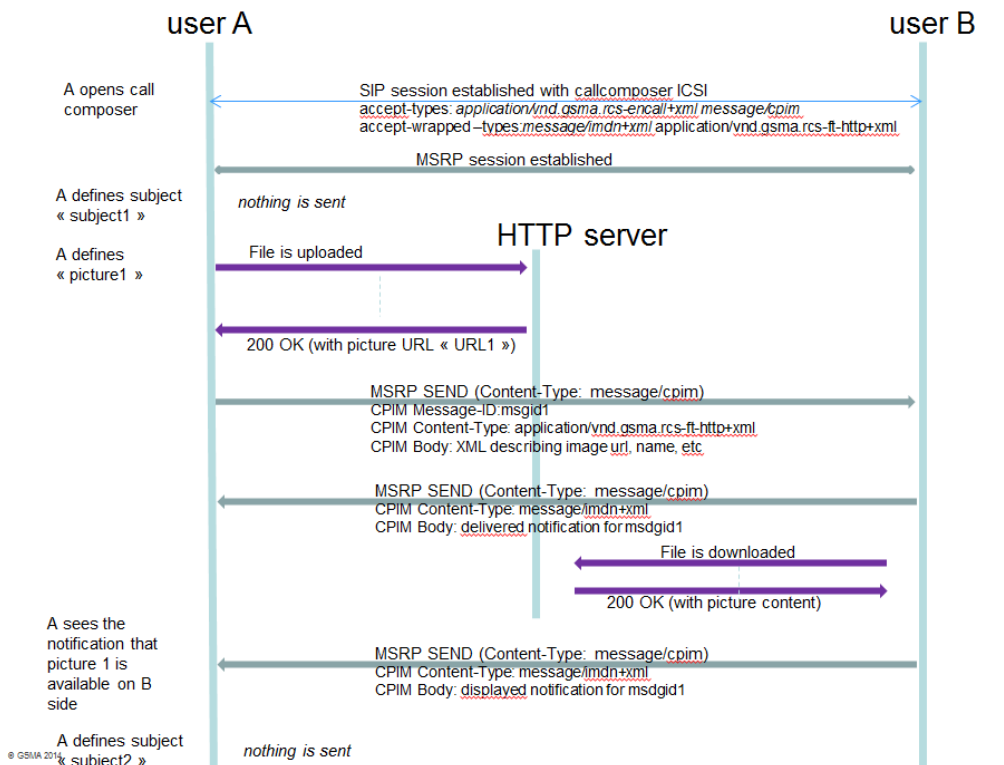 user A
user B
A opens call
composer
SIP session established with callcomposer ICSI
accept-types: application/vnd.gsma.rcs-encall+xml message/cpim
accept-wrapped –types:message/imdn+xml application/vnd.gsma.rcs-ft-http+xml
MSRP session established
A defines subject
« subject1 »
nothing is sent
HTTP server
A defines
« picture1 »
File is uploaded
200 OK (with picture URL « URL1 »)
MSRP SEND (Content-Type: message/cpim)
CPIM Message-ID:msgid1
CPIM Content-Type: application/vnd.gsma.rcs-ft-http+xml
CPIM Body: XML describing image url, name, etc
MSRP SEND (Content-Type: message/cpim)
CPIM Content-Type: message/imdn+xml
CPIM Body: delivered notification for msdgid1
File is downloaded
200 OK (with picture content)
A sees the
notification that
picture 1 is
available on B
side
MSRP SEND (Content-Type: message/cpim)
CPIM Content-Type: message/imdn+xml
CPIM Body: displayed notification for msdgid1
A defines subject
« subject2 »
nothing is sent
© GSMA 2014